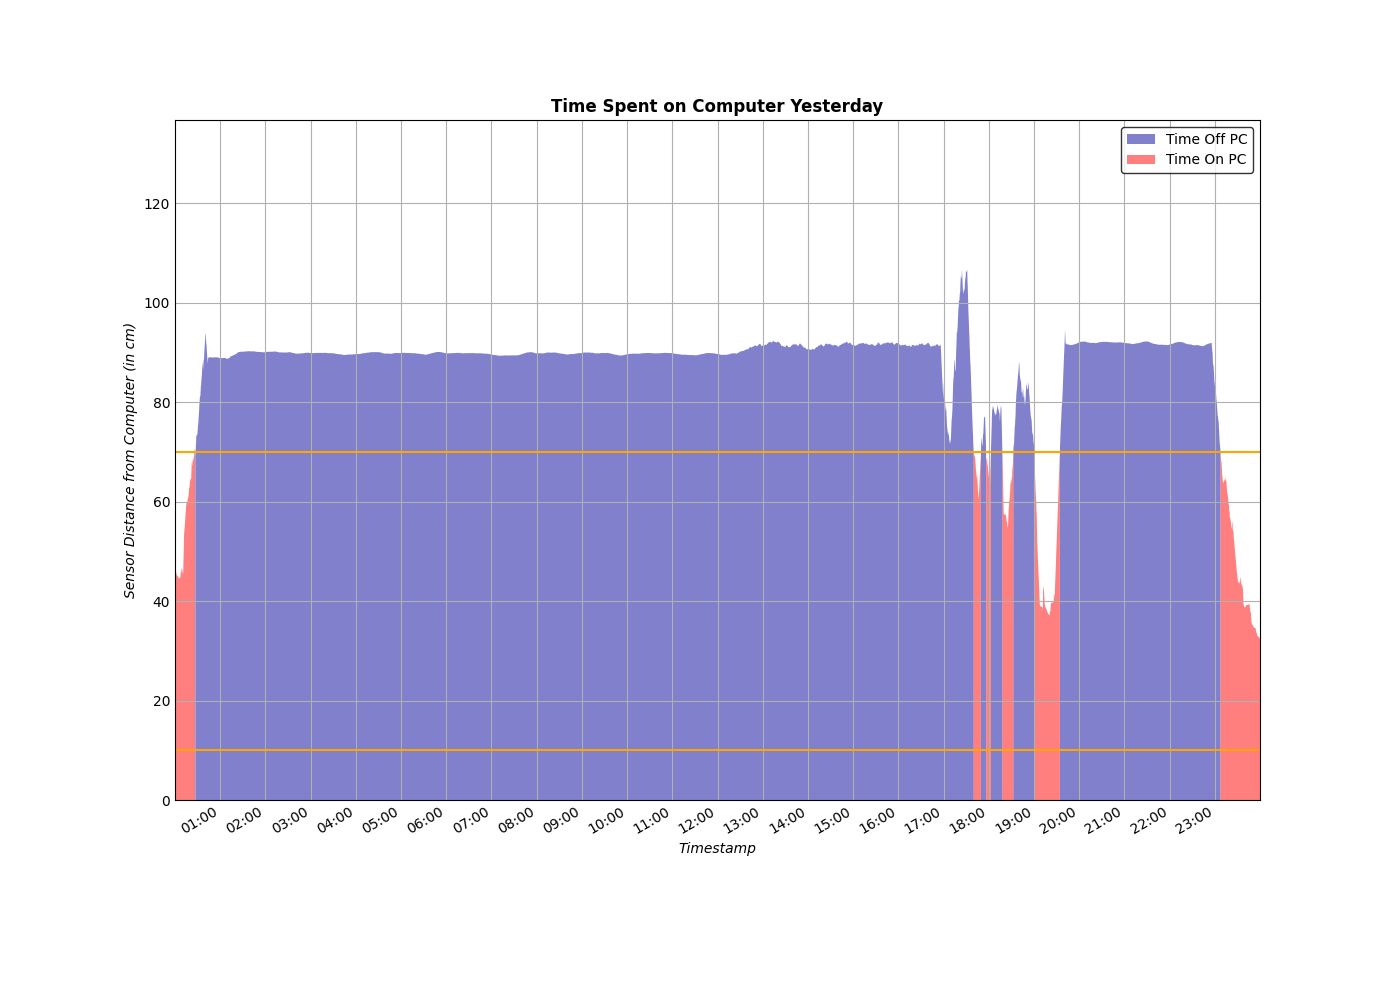 Time Spent on Computer Yesterday
Time Off PC
Time On PC
Sensor Distance from Computer (in cm)
120
100
80
60
40
20
0
01:00 02:00 03:00 04:00 05:00 06:00 07:00 08:00 09:00 10:00 11:00 12:00 13:00 14:00 15:00 16:00 17:00 18:00 19:00 20:00 21:00 22:00 23:00
Timestamp